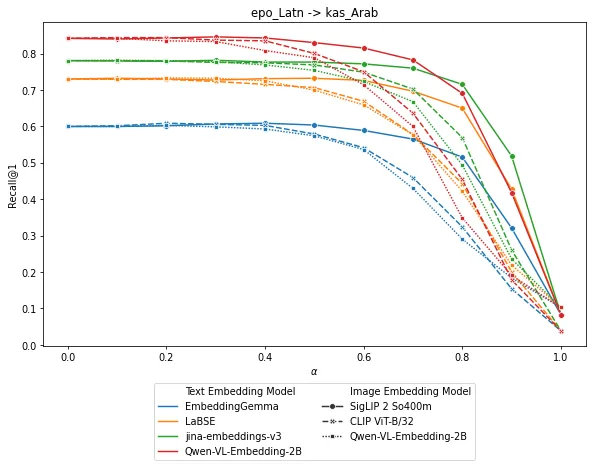 epo_Latn -> kas_Arab
Recall@1
0.8
0.7
0.6
0.5
0.4
0.3
0.2
0.1
0.0
0.0 0.2 0.4 0.6 0.8 1.0
α
Text Embedding Model Image Embedding Model
EmbeddingGemma SigLIP 2 So400m
LaBSE CLIP ViT-B/32
jina-embeddings-v3 Qwen-VL-Embedding-2B
Qwen-VL-Embedding-2B